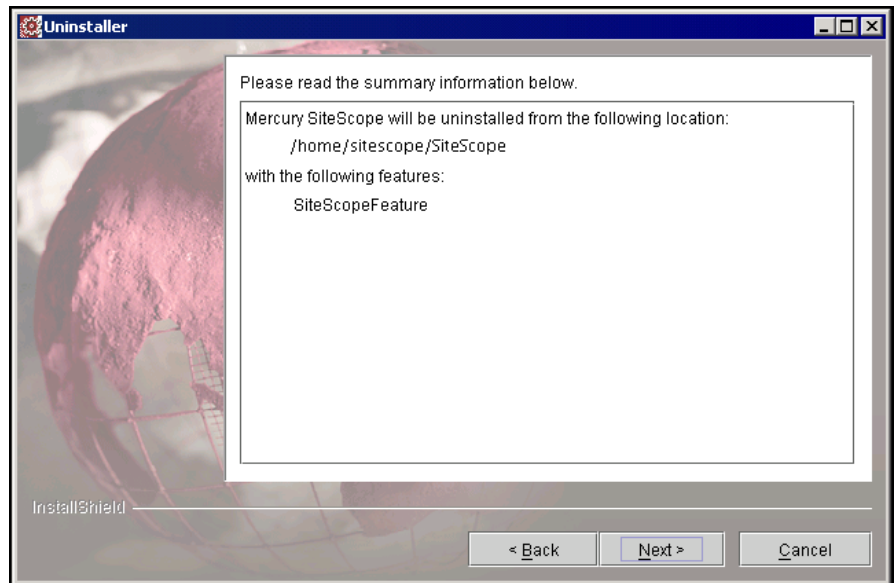 Uninstaller
Please read the summary information below.
Mercury SiteScope will be uninstalled from the following location:
/home/sitescope/SiteScope
with the following features:
SiteScopeFeature
InstallShield
< Back
Next >
Cancel